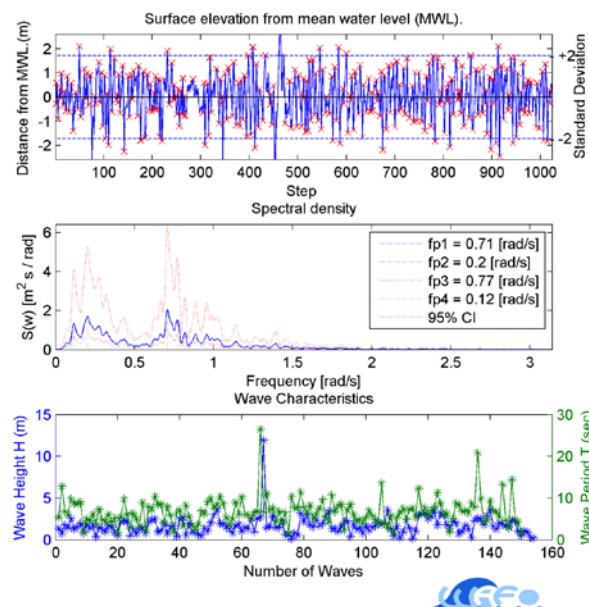 Surface elevation from mean water level (MWL).
Distance from MWL.(m)
2
1
0
-1
-2
+2
-2
Standard Deviation
100 200 300 400 500 600 700 800 900 1000
Step
Spectral density
S(w) [m² s / rad]
6
4
2
0
fp1 = 0.71 [rad/s]
fp2 = 0.2 [rad/s]
fp3 = 0.77 [rad/s]
fp4 = 0.12 [rad/s]
95% CI
0 0.5 1 1.5 2 2.5 3
Frequency [rad/s]
Wave Characteristics
Wave Height H (m)
15
10
5
0
30
20
10
0
Wave Period T (sec)
0 20 40 60 80 100 120 140 160
Number of Waves